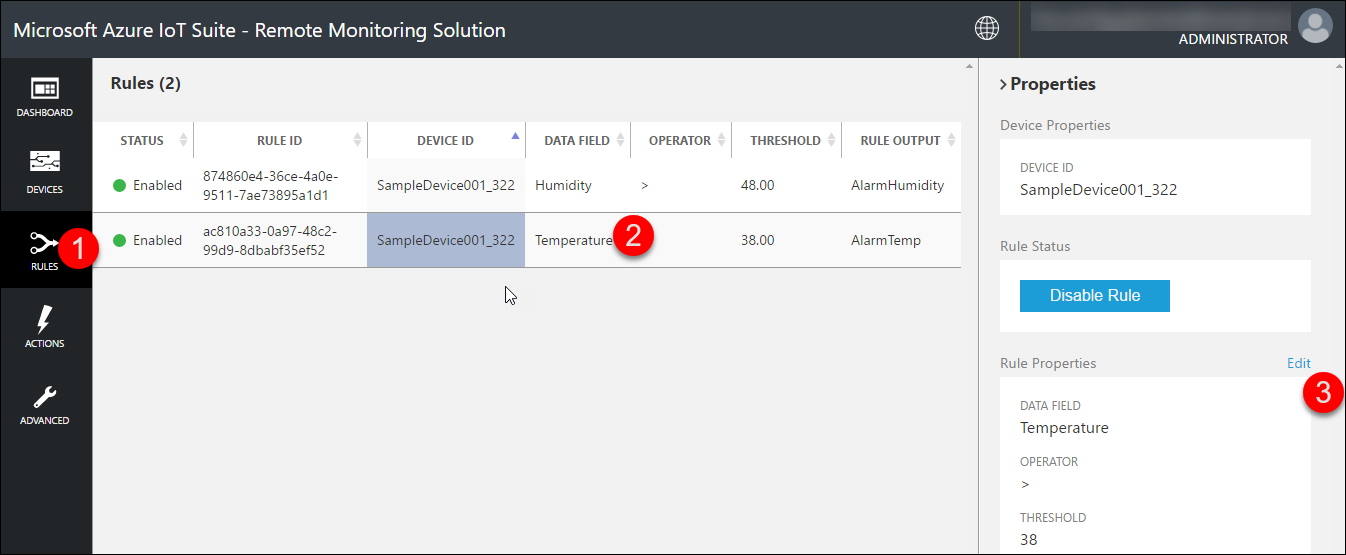 Microsoft Azure IoT Suite - Remote Monitoring Solution
ADMINISTRATOR
DASHBOARD
DEVICES
RULES
1
ACTIONS
ADVANCED
Rules (2)
STATUS RULE ID DEVICE ID DATA FIELD OPERATOR THRESHOLD RULE OUTPUT
Enabled 874860e4-36ce-4a0e- SampleDevice001_322 Humidity > 48.00 AlarmHumidity
9511-7ae73895a1d1
Enabled ac810a33-0a97-48c2- SampleDevice001_322 Temperature 2 38.00 AlarmTemp
99d9-8dbabf35ef52
> Properties
Device Properties
DEVICE ID
SampleDevice001_322
Rule Status
Disable Rule
Rule Properties Edit
3
DATA FIELD
Temperature
OPERATOR
>
THRESHOLD
38